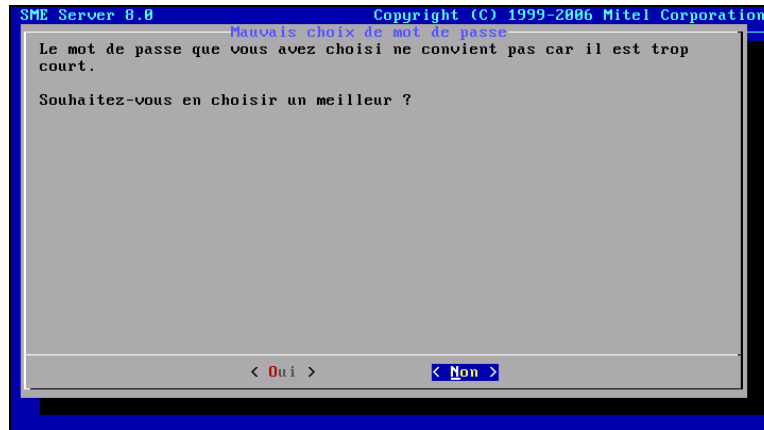 SME Server 8.0 Copyright (C) 1999-2006 Mitel Corporation
Mauvais choix de mot de passe
Le mot de passe que vous avez choisi ne convient pas car il est trop
court.
Souhaitez-vous en choisir un meilleur ?
< Oui > < Non >